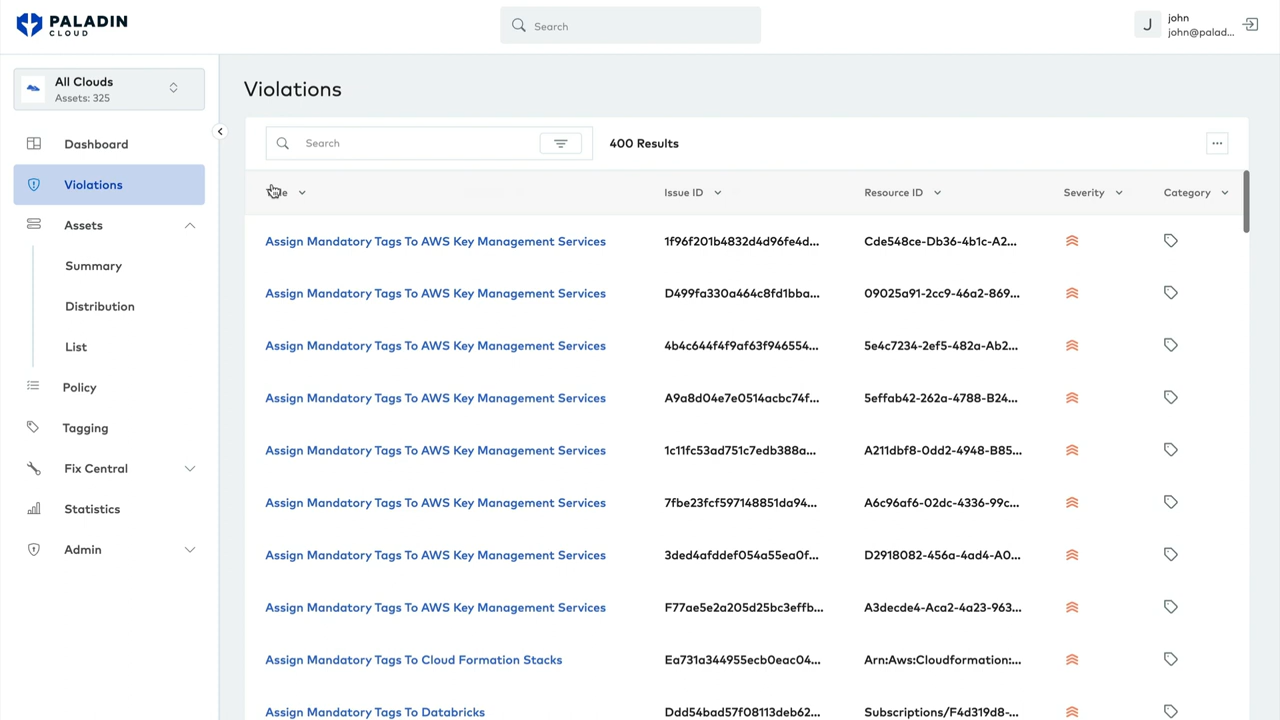 PALADIN
CLOUD
Search
J
john
john@palad...
All Clouds
Assets: 325
Dashboard
Violations
Assets
Summary
Distribution
List
Policy
Tagging
Fix Central
Statistics
Admin
Violations
Search
400 Results
Issue ID
Resource ID
Severity
Category
Assign Mandatory Tags To AWS Key Management Services 1f96f201b4832d4d96fe4d... Cde548ce-Db36-4b1c-A2...
Assign Mandatory Tags To AWS Key Management Services D499fa330a464c8fd1bba... 09025a91-2cc9-46a2-869...
Assign Mandatory Tags To AWS Key Management Services 4b4c644f4f9af63f946554... 5e4c7234-2ef5-482a-Ab2...
Assign Mandatory Tags To AWS Key Management Services A9a8d04e7e0514acbc74f... 5effab42-262a-4788-B24...
Assign Mandatory Tags To AWS Key Management Services 1c11fc53ad751c7edb388a... A211dbf8-0dd2-4948-B85...
Assign Mandatory Tags To AWS Key Management Services 7fbe23fcf597148851da94... A6c96af6-02dc-4336-99c...
Assign Mandatory Tags To AWS Key Management Services 3ded4afddef054a55ea0f... D2918082-456a-4ad4-A0...
Assign Mandatory Tags To AWS Key Management Services F77ae5e2a205d25bc3effb... A3decde4-Aca2-4a23-963...
Assign Mandatory Tags To Cloud Formation Stacks Ea731a344955ecb0eac04... Arn:Aws:Cloudformation:...
Assign Mandatory Tags To Databricks Ddd54bad57f08113deb62... Subscriptions/F4d319d8-...